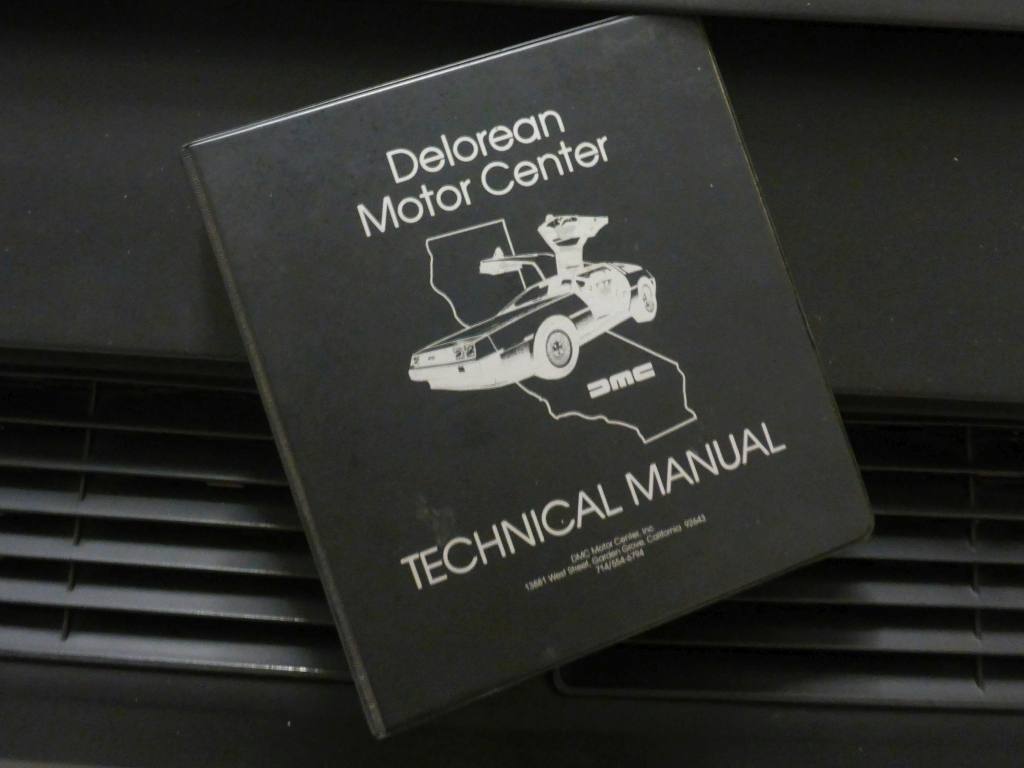 Delorean
Motor Center
DMC
TECHNICAL MANUAL
DMC Motor Center, Inc.
13681 West Street, Garden Grove, California 92643
714/554-6794